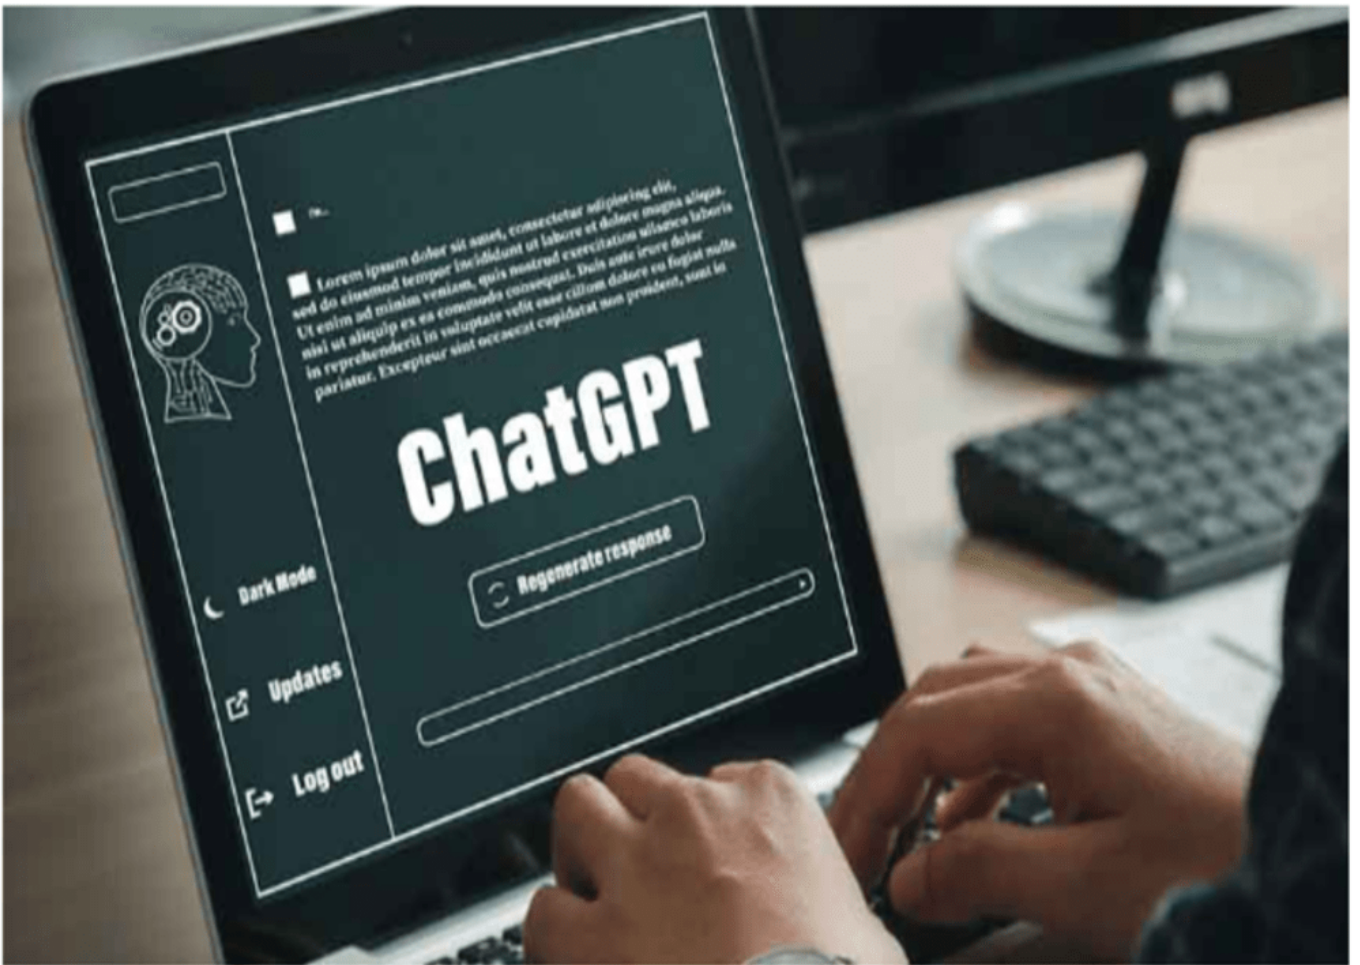 Lorem ipsum dolor sit amet, consectetur adipiscing elit,
sed do eiusmod tempor incididunt ut labore et dolore magna aliqua.
Ut enim ad minim veniam, quis nostrud exercitation ullamco laboris
nisi ut aliquip ex ea commodo consequat. Duis aute irure dolor
in reprehenderit in voluptate velit esse cillum dolore eu fugiat nulla
pariatur. Excepteur sint occaecat cupidatat non proident, sunt in
ChatGPT
Regenerate response
Dark Mode
Updates
Log out